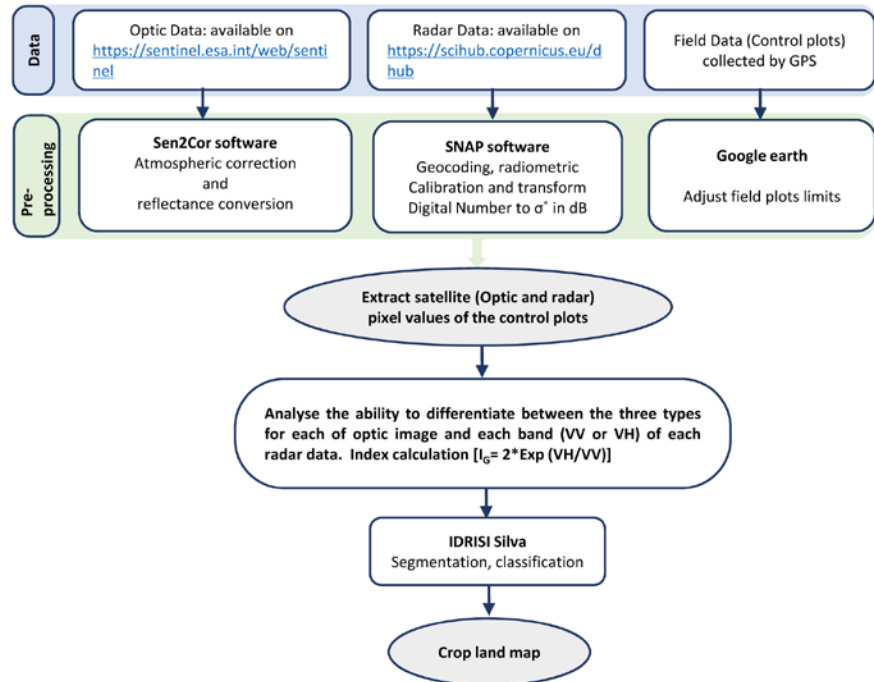 Data
Optic Data: available on
https://sentinel.esa.int/web/senti
nel
Radar Data: available on
https://scihub.copernicus.eu/d
hub
Field Data (Control plots)
collected by GPS
Pre-
processing
Sen2Cor software
Atmospheric correction
and
reflectance conversion
SNAP software
Geocoding, radiometric
Calibration and transform
Digital Number to σ° in dB
Google earth
Adjust field plots limits
Extract satellite (Optic and radar)
pixel values of the control plots
Analyse the ability to differentiate between the three types
for each of optic image and each band (VV or VH) of each
radar data. Index calculation [IG= 2*Exp (VH/VV)]
IDRISI Silva
Segmentation, classification
Crop land map